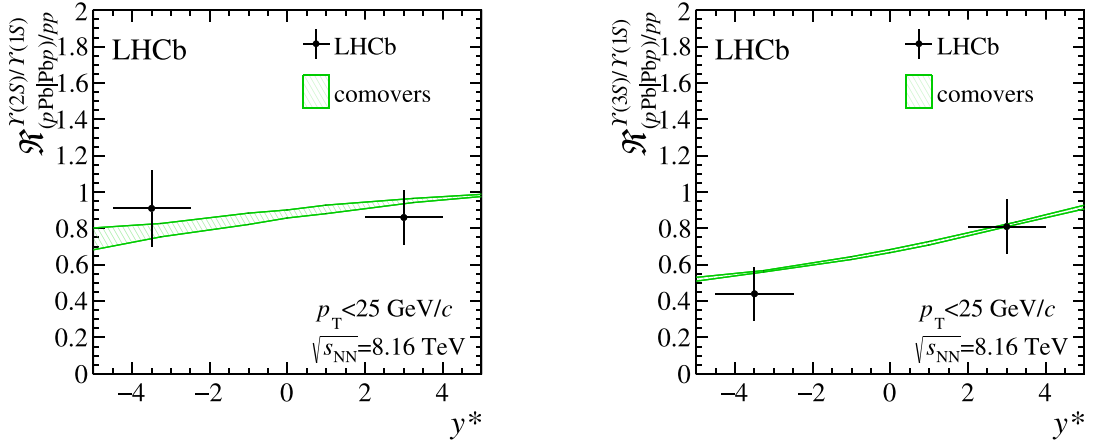 ℜ^{ϒ(2S)/ϒ(1S)}_{(pPb|Pbp)/pp}
2
1.8
1.6
1.4
1.2
1
0.8
0.6
0.4
0.2
0
LHCb
LHCb
comovers
p_T<25 GeV/c
√s_NN=8.16 TeV
−4 −2 0 2 4
y*
ℜ^{ϒ(3S)/ϒ(1S)}_{(pPb|Pbp)/pp}
2
1.8
1.6
1.4
1.2
1
0.8
0.6
0.4
0.2
0
LHCb
LHCb
comovers
p_T<25 GeV/c
√s_NN=8.16 TeV
−4 −2 0 2 4
y*